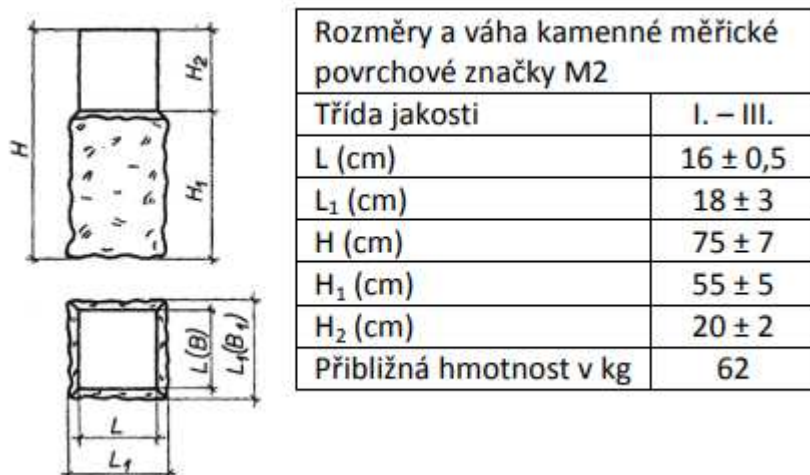 H
H₂
H₁
L(B)
L₁(B₁)
L
L₁
Rozměry a váha kamenné měřické
povrchové značky M2
Třída jakosti I. – III.
L (cm) 16 ± 0,5
L₁ (cm) 18 ± 3
H (cm) 75 ± 7
H₁ (cm) 55 ± 5
H₂ (cm) 20 ± 2
Přibližná hmotnost v kg 62